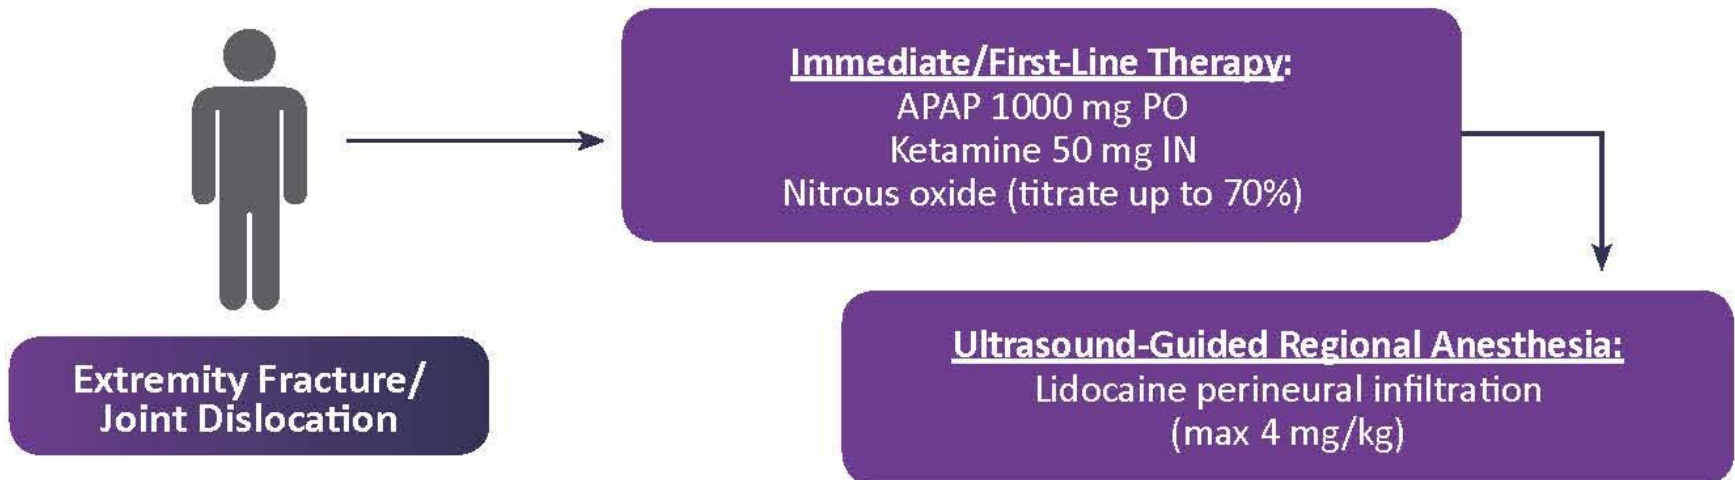 Immediate/First-Line Therapy:
APAP 1000 mg PO
Ketamine 50 mg IN
Nitrous oxide (titrate up to 70%)
Extremity Fracture/
Joint Dislocation
Ultrasound-Guided Regional Anesthesia:
Lidocaine perineural infiltration
(max 4 mg/kg)